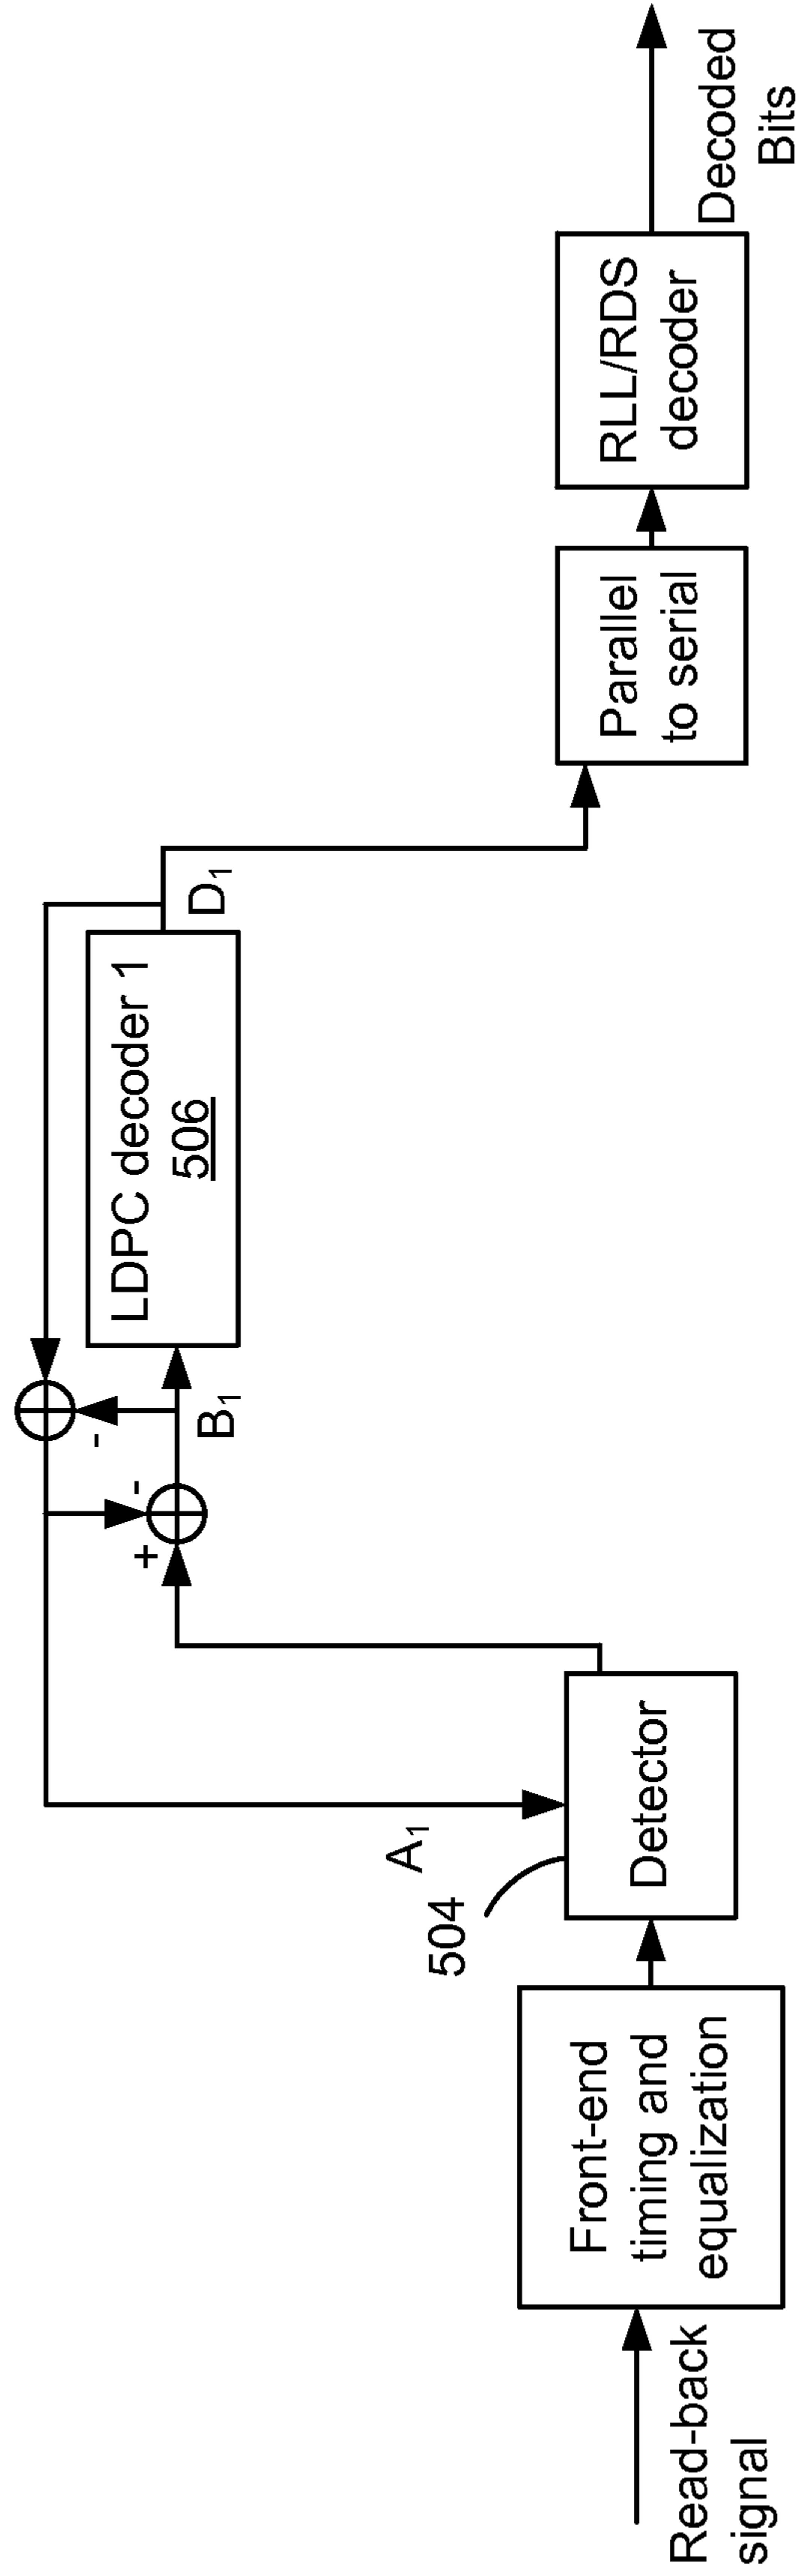 Read-back
signal
Front-end
timing and
equalization
504
A1
Detector
+
-
-
B1
LDPC decoder 1
506
D1
Parallel
to serial
RLL/RDS
decoder
Decoded
Bits